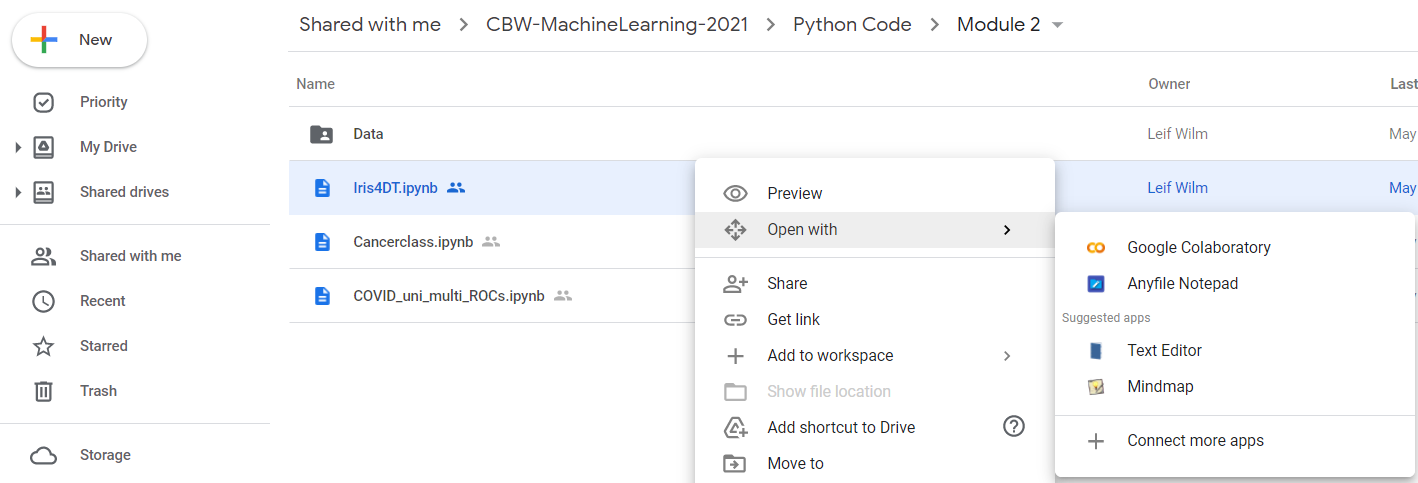 New
Shared with me > CBW-MachineLearning-2021 > Python Code > Module 2
Name Owner Last
Priority
My Drive
Shared drives
Shared with me
Recent
Starred
Trash
Storage
Data Leif Wilm May
Iris4DT.ipynb Leif Wilm May
Cancerclass.ipynb
COVID_uni_multi_ROCs.ipynb
Preview
Open with
Share
Get link
Add to workspace
Show file location
Add shortcut to Drive
Move to
Google Colaboratory
Anyfile Notepad
Suggested apps
Text Editor
Mindmap
Connect more apps